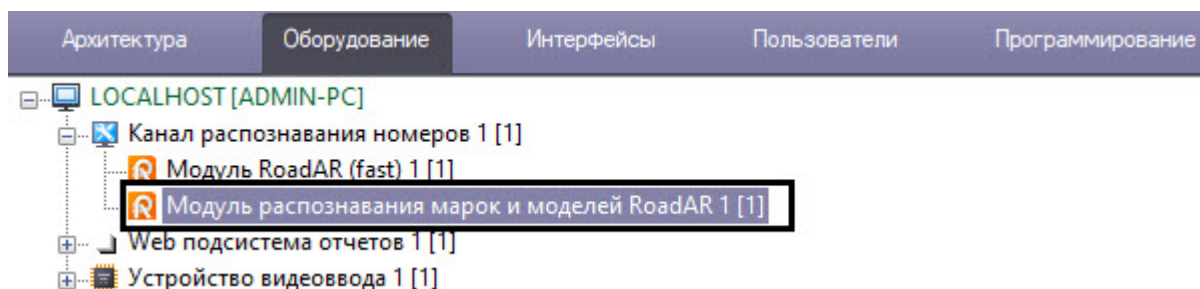 Архитектура Оборудование Интерфейсы Пользователи Программирование
LOCALHOST [ADMIN-PC]
Канал распознавания номеров 1 [1]
Модуль RoadAR (fast) 1 [1]
Модуль распознавания марок и моделей RoadAR 1 [1]
Web подсистема отчетов 1 [1]
Устройство видеоввода 1 [1]